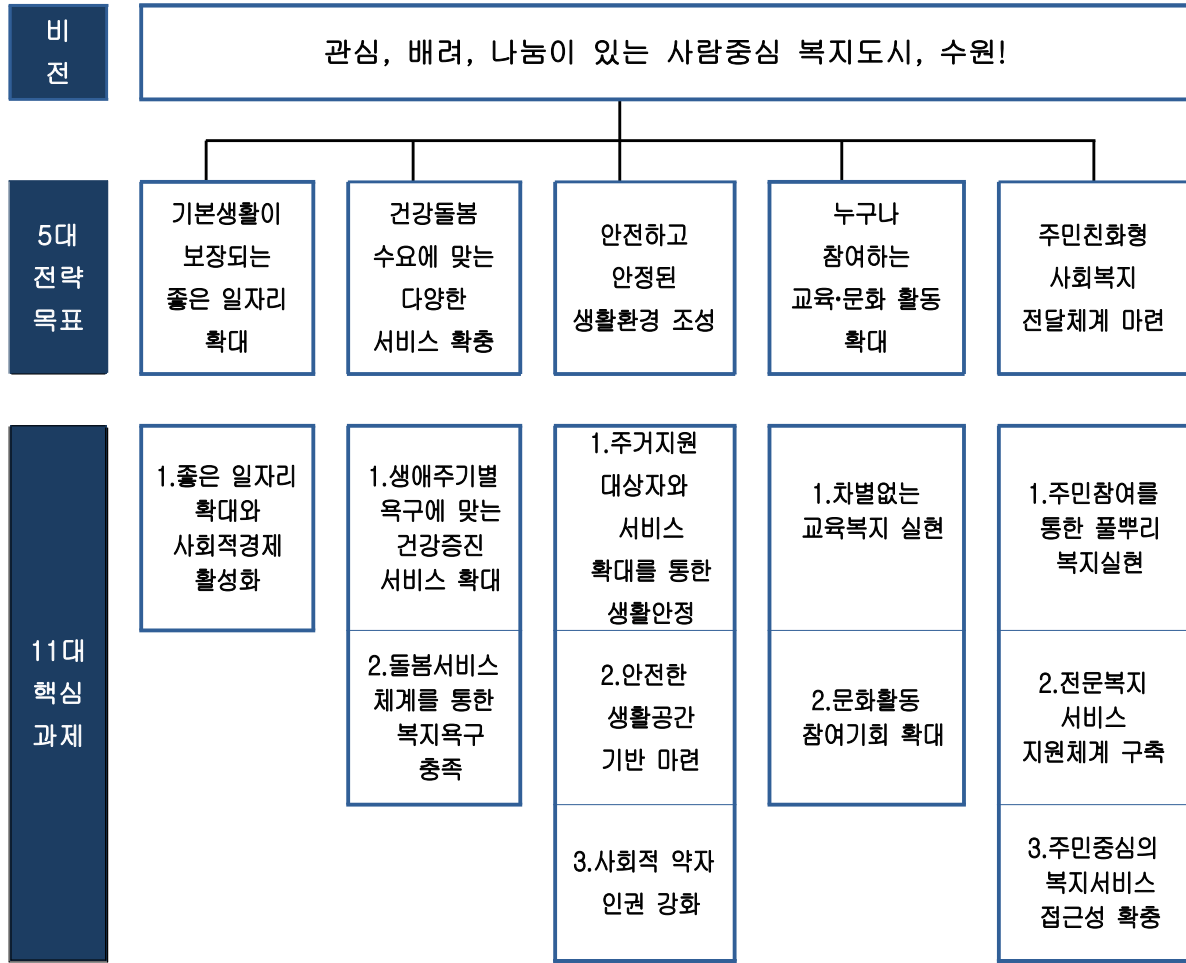 비
전
관심, 배려, 나눔이 있는 사람중심 복지도시, 수원!
5대
전략
목표
기본생활이
보장되는
좋은 일자리
확대
건강돌봄
수요에 맞는
다양한
서비스 확충
안전하고
안정된
생활환경 조성
누구나
참여하는
교육·문화 활동
확대
주민친화형
사회복지
전달체계 마련
11대
핵심
과제
1.좋은 일자리
확대와
사회적경제
활성화
1.생애주기별
욕구에 맞는
건강증진
서비스 확대
2.돌봄서비스
체계를 통한
복지욕구
충족
1.주거지원
대상자와
서비스
확대를 통한
생활안정
2.안전한
생활공간
기반 마련
3.사회적 약자
인권 강화
1.차별없는
교육복지 실현
2.문화활동
참여기회 확대
1.주민참여를
통한 풀뿌리
복지실현
2.전문복지
서비스
지원체계 구축
3.주민중심의
복지서비스
접근성 확충